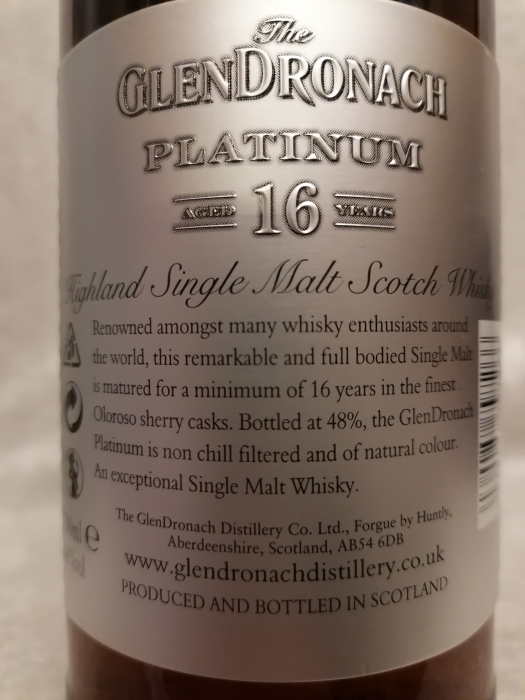 The
GLENDRONACH
PLATINUM
AGED 16 YEARS
Highland Single Malt Scotch Whisky
Renowned amongst many whisky enthusiasts around
the world, this remarkable and full bodied Single Malt
is matured for a minimum of 16 years in the finest
Oloroso sherry casks. Bottled at 48%, the GlenDronach
Platinum is non chill filtered and of natural colour.
An exceptional Single Malt Whisky.
The GlenDronach Distillery Co. Ltd., Forgue by Huntly,
Aberdeenshire, Scotland, AB54 6DB
www.glendronachdistillery.co.uk
PRODUCED AND BOTTLED IN SCOTLAND